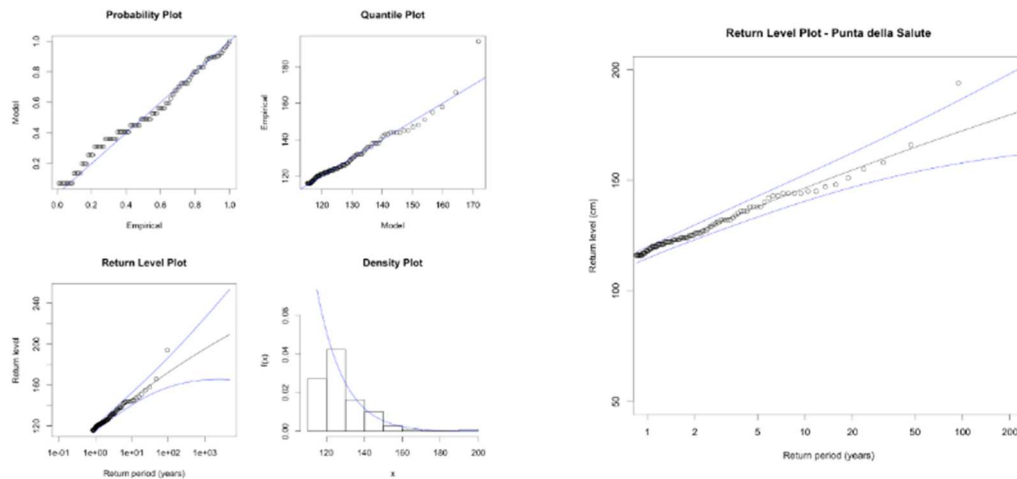 Probability Plot
Model
0.2 0.4 0.6 0.8 1.0
0.0 0.2 0.4 0.6 0.8 1.0
Empirical
Quantile Plot
Empirical
120 140 160 180
120 130 140 150 160 170
Model
Return Level Plot
Return level
120 160 200 240
1e-01 1e+00 1e+01 1e+02 1e+03
Return period (years)
Density Plot
f(x)
0.00 0.02 0.04 0.06
120 140 160 180 200
x
Return Level Plot - Punta della Salute
Return level (cm)
50 100 150 200
1 2 5 10 20 50 100 200
Return period (years)